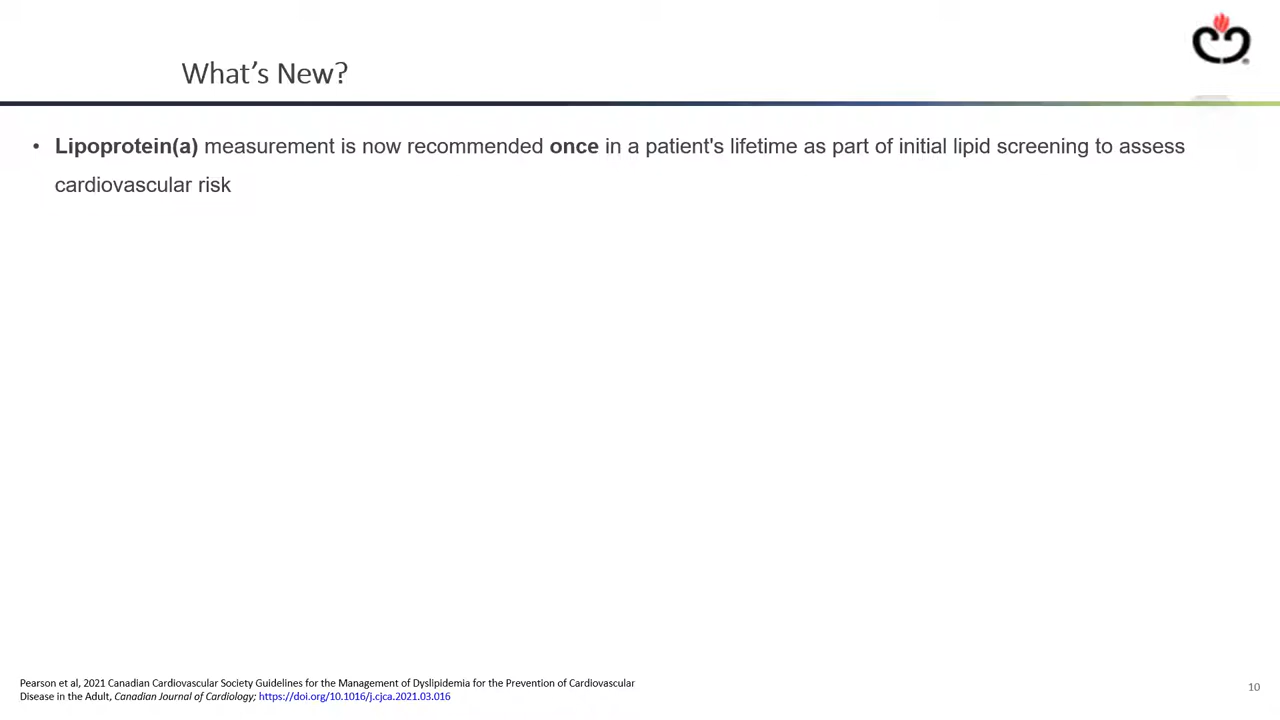 What's New?
• Lipoprotein(a) measurement is now recommended once in a patient's lifetime as part of initial lipid screening to assess
cardiovascular risk
Pearson et al, 2021 Canadian Cardiovascular Society Guidelines for the Management of Dyslipidemia for the Prevention of Cardiovascular
Disease in the Adult, Canadian Journal of Cardiology; https://doi.org/10.1016/j.cjca.2021.03.016
10